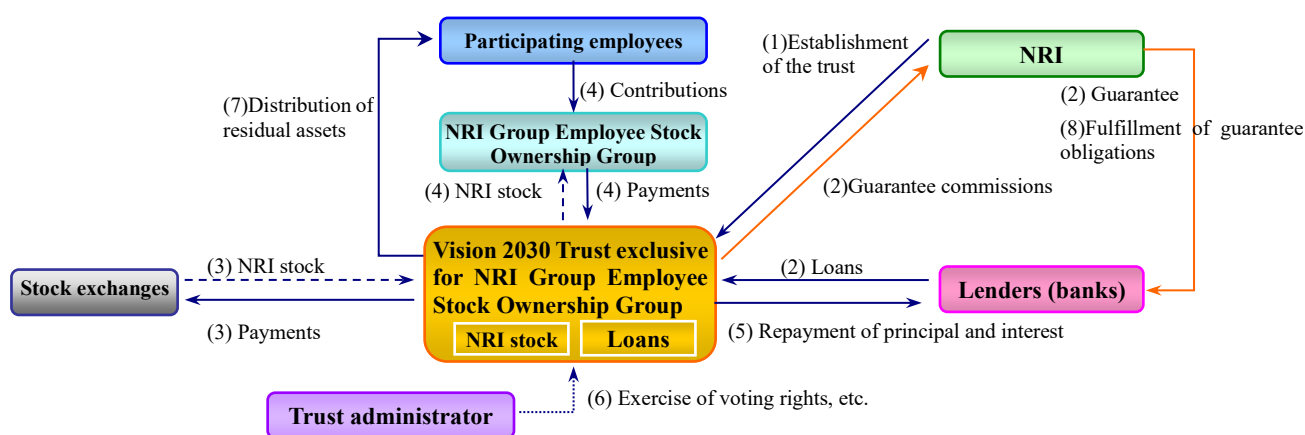 Participating employees
(1)Establishment
of the trust
NRI
(7)Distribution of
residual assets
(4) Contributions
(2) Guarantee
(8)Fulfillment of guarantee
obligations
NRI Group Employee Stock
Ownership Group
(4) NRI stock
(4) Payments
(2)Guarantee commissions
Vision 2030 Trust exclusive
for NRI Group Employee
Stock Ownership Group
NRI stock
Loans
(3) NRI stock
Stock exchanges
(3) Payments
(2) Loans
Lenders (banks)
(5) Repayment of principal and interest
(6) Exercise of voting rights, etc.
Trust administrator